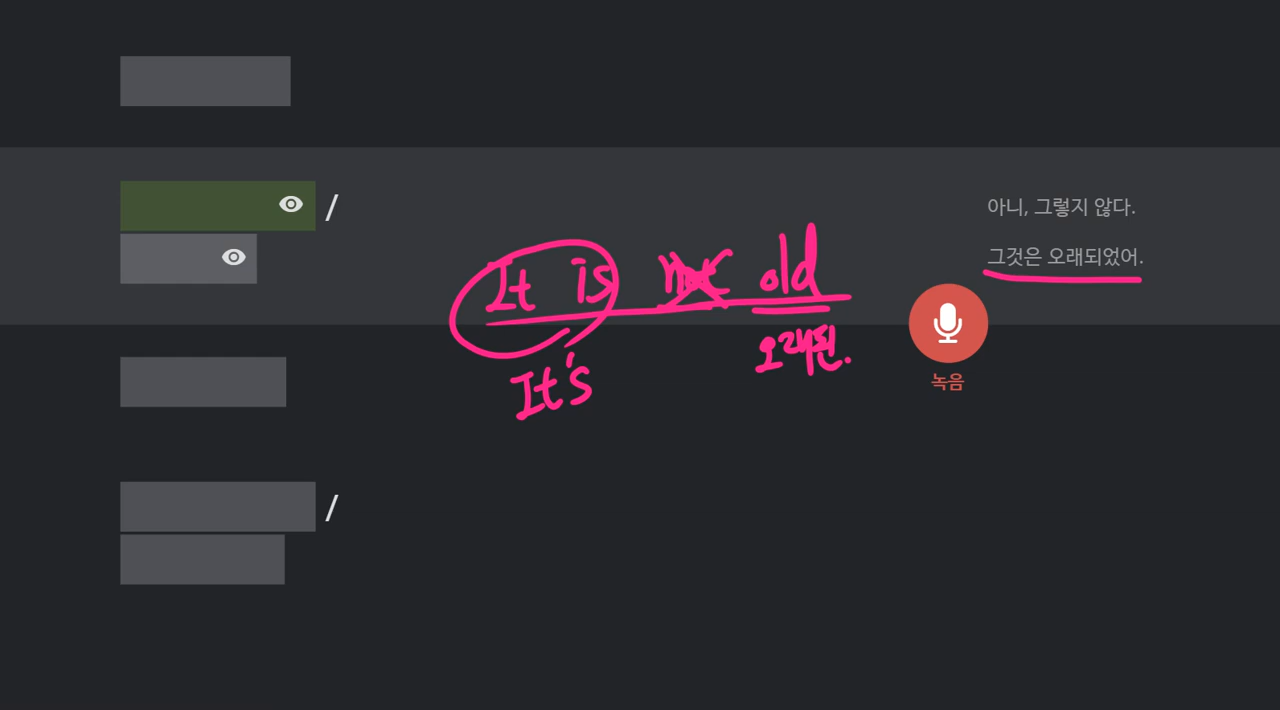 /
아니, 그렇지 않다.
그것은 오래되었어.
It is not old
오래된.
It's
녹음
/